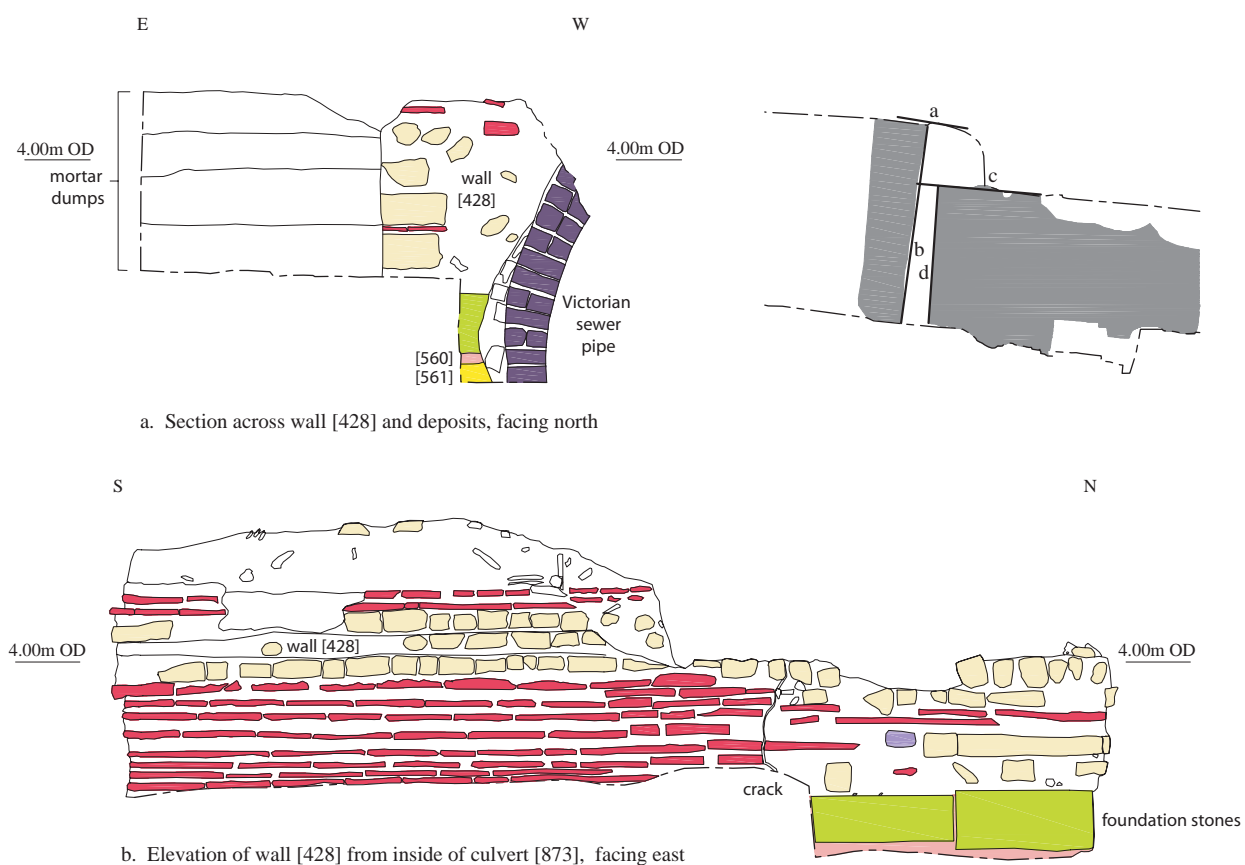 E
W
4.00m OD
mortar
dumps
wall
[428]
4.00m OD
Victorian
sewer
pipe
[560]
[561]
a
c
b
d
a. Section across wall [428] and deposits, facing north
S
N
4.00m OD
wall [428]
4.00m OD
crack
foundation stones
b. Elevation of wall [428] from inside of culvert [873], facing east